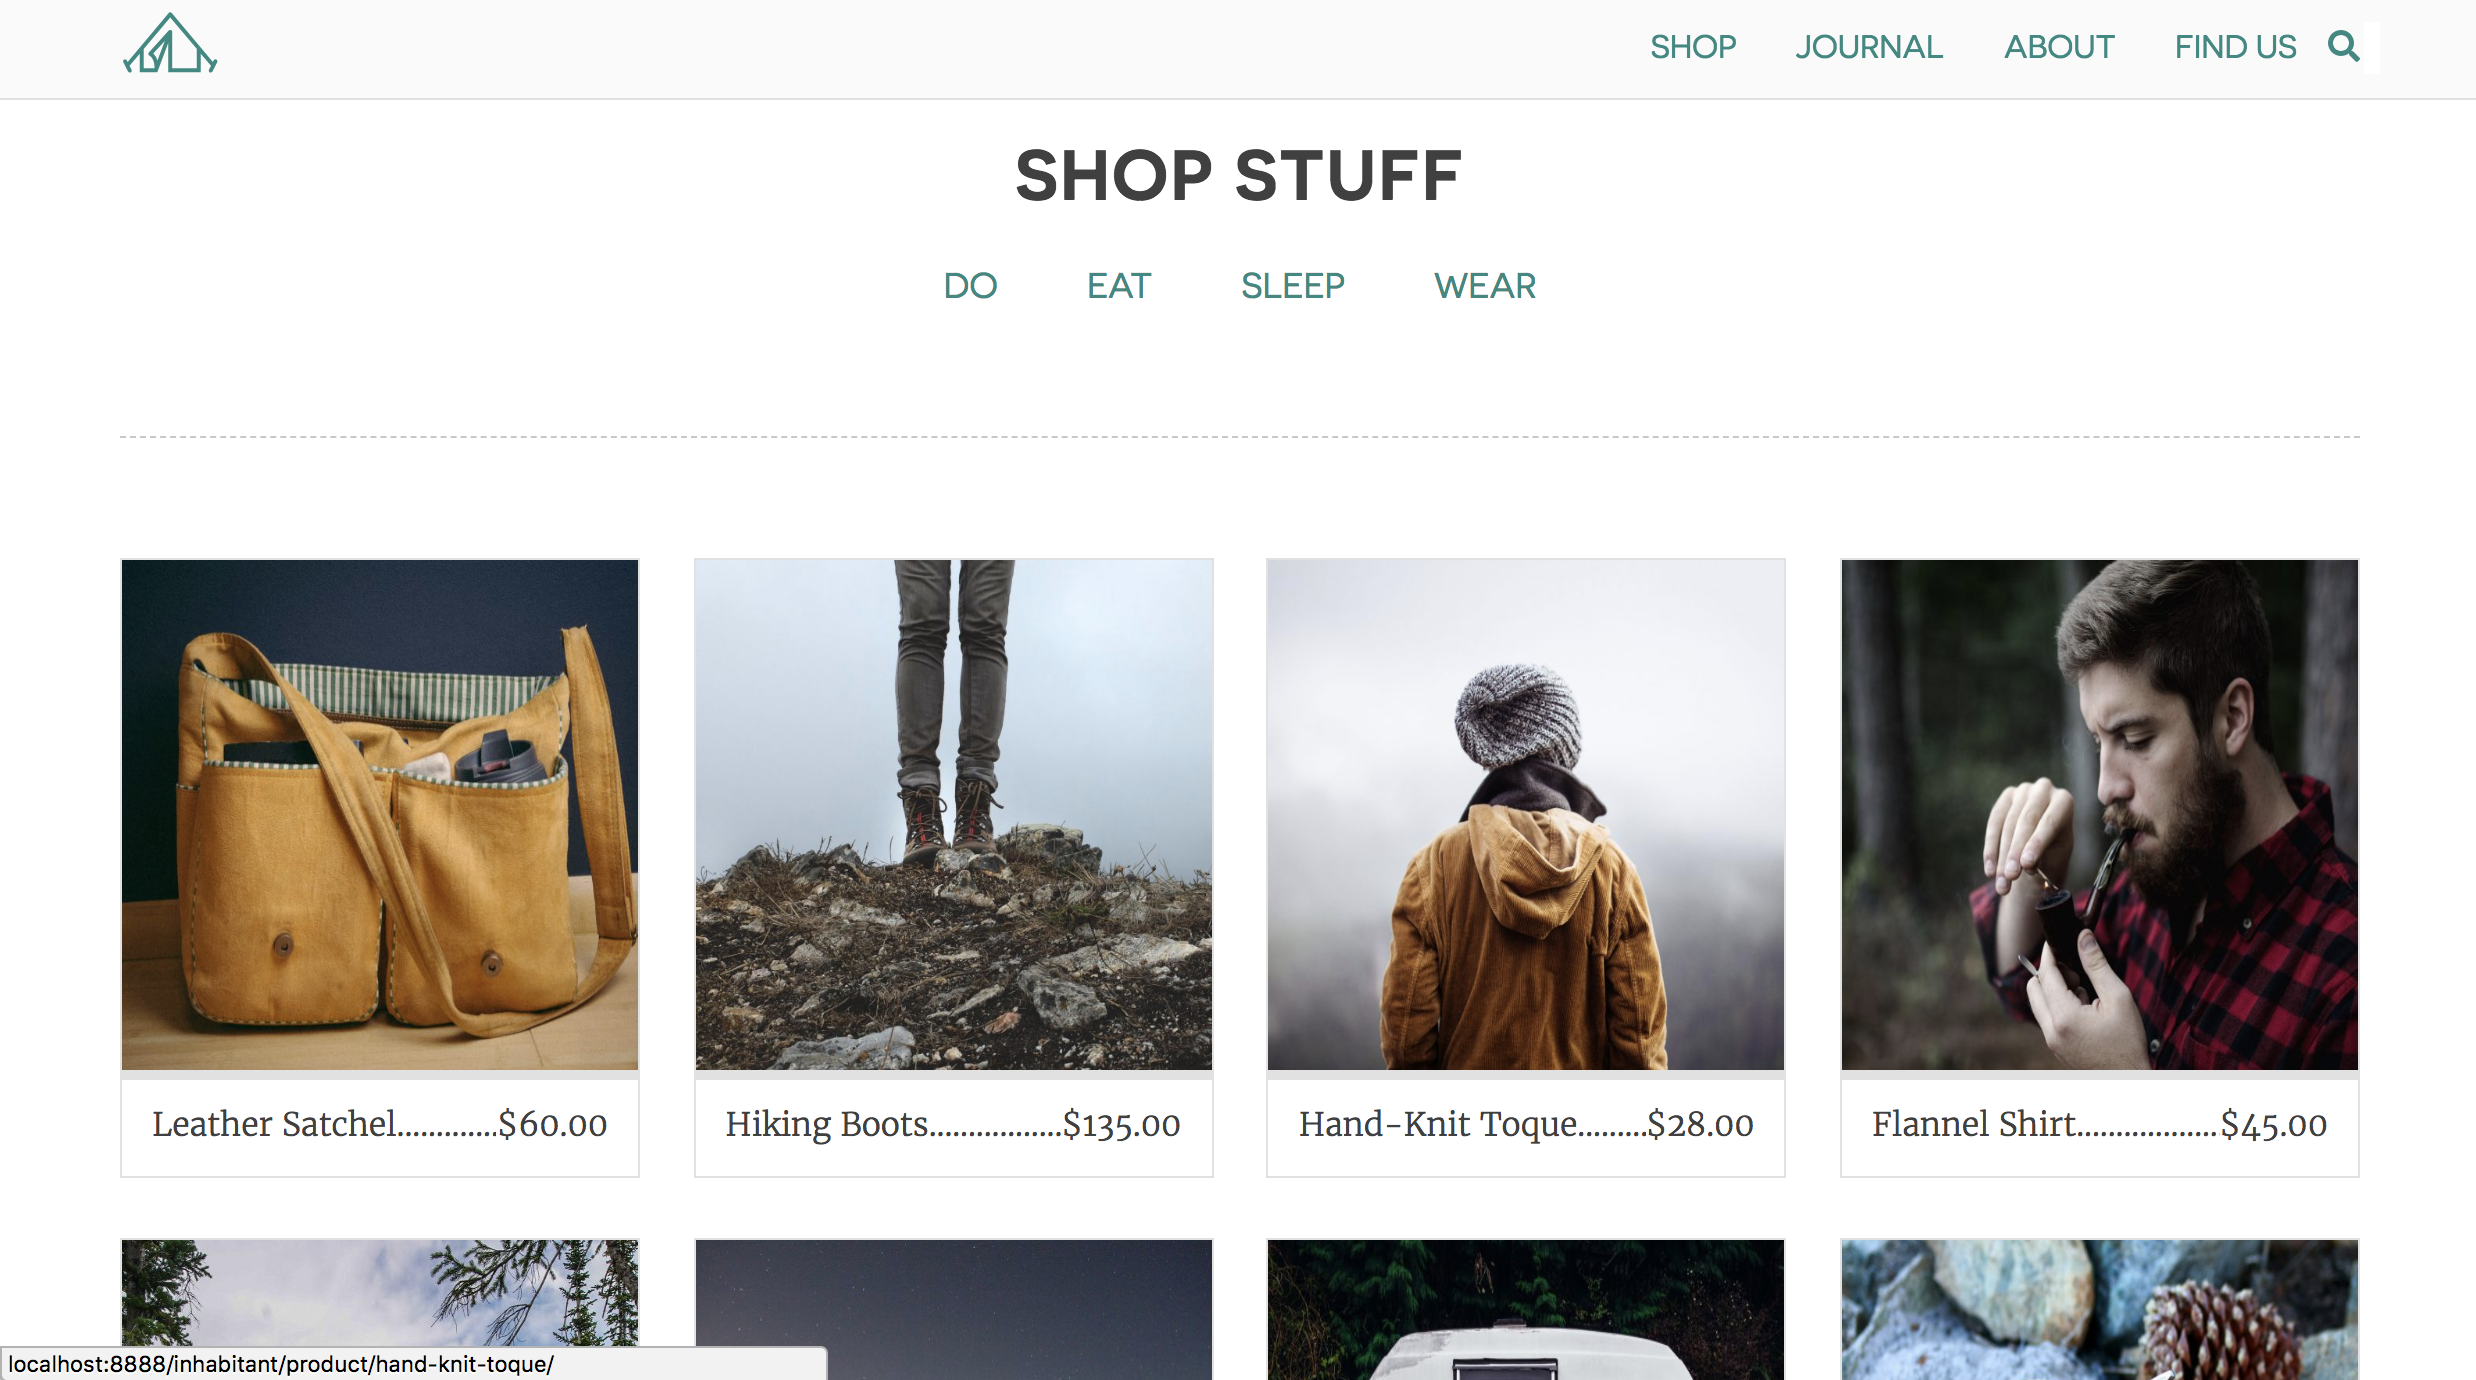 SHOP JOURNAL ABOUT FIND US
SHOP STUFF
DO EAT SLEEP WEAR
Leather Satchel.............$60.00
Hiking Boots.................$135.00
Hand-Knit Toque.........$28.00
Flannel Shirt..................$45.00
localhost:8888/inhabitant/product/hand-knit-toque/